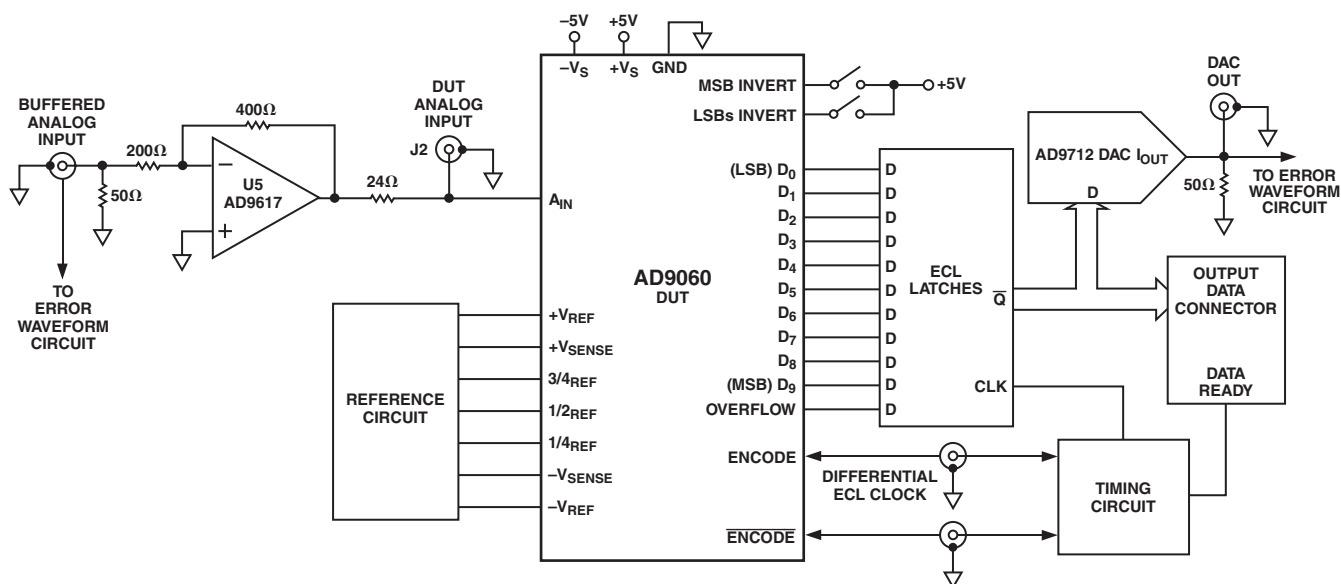 –5V
+5V
–VS
+VS
GND
BUFFERED
ANALOG
INPUT
200Ω
400Ω
50Ω
–
+
U5
AD9617
TO
ERROR
WAVEFORM
CIRCUIT
24Ω
DUT
ANALOG
INPUT
J2
AIN
REFERENCE
CIRCUIT
+VREF
+VSENSE
3/4REF
1/2REF
1/4REF
–VSENSE
–VREF
AD9060
DUT
MSB INVERT
LSBs INVERT
+5V
(LSB) D0
D1
D2
D3
D4
D5
D6
D7
D8
(MSB) D9
OVERFLOW
ENCODE
ENCODE
D
D
D
D
D
D
D
D
D
D
D
ECL
LATCHES
Q
CLK
DIFFERENTIAL
ECL CLOCK
AD9712 DAC IOUT
D
DAC
OUT
50Ω
TO ERROR
WAVEFORM
CIRCUIT
OUTPUT
DATA
CONNECTOR
DATA
READY
TIMING
CIRCUIT